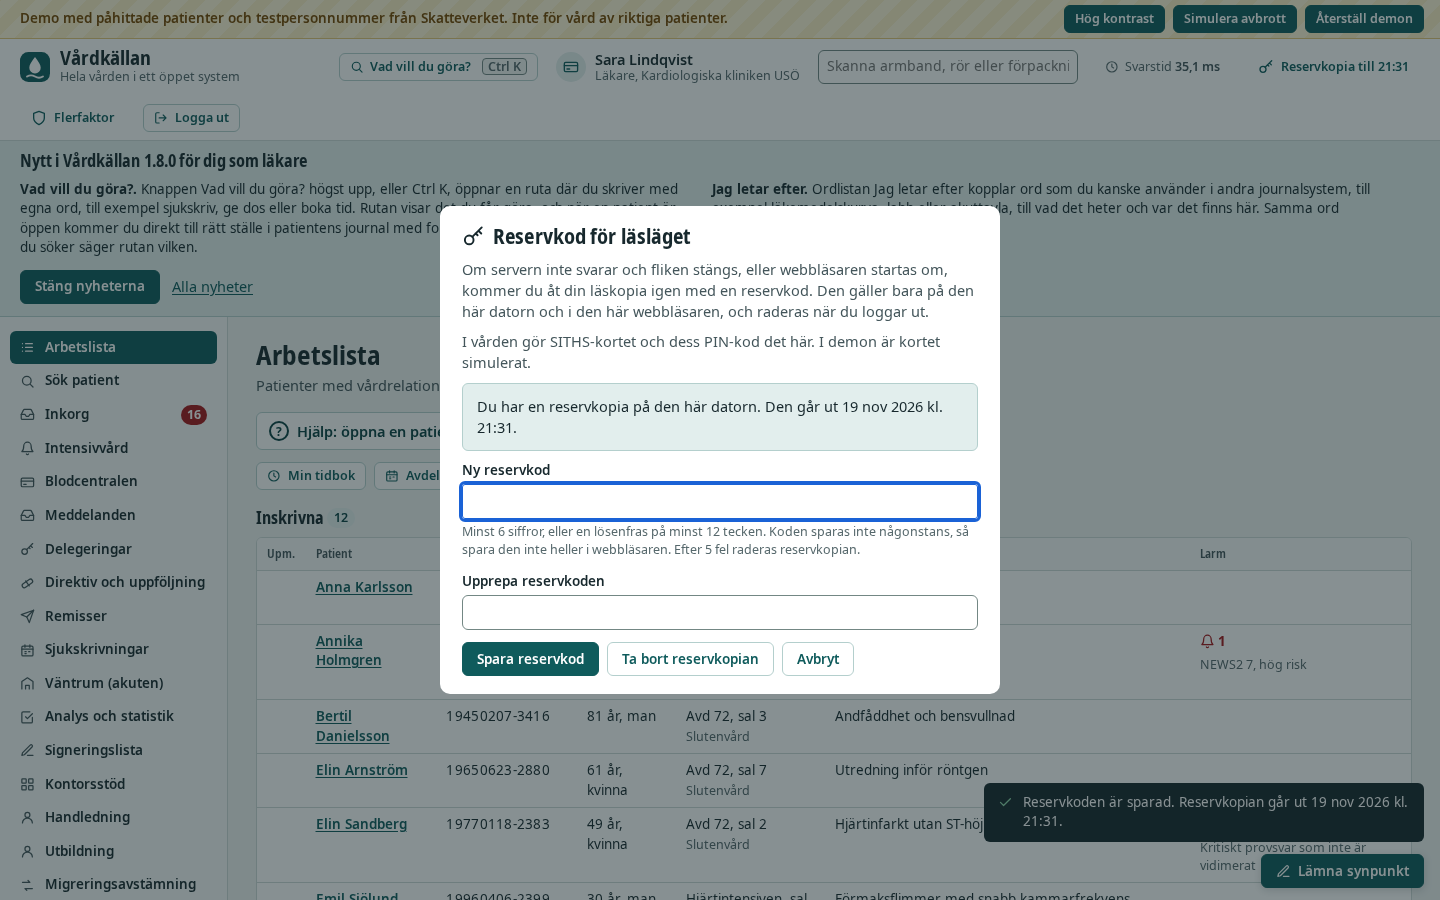 Demo med påhittade patienter och testpersonnummer från Skatteverket. Inte för vård av riktiga patienter.
Hög kontrast
Simulera avbrott
Återställ demon
Vårdkällan
Hela vården i ett öppet system
Vad vill du göra? Ctrl K
Sara Lindqvist
Läkare, Kardiologiska kliniken USÖ
Skanna armband, rör eller förpackni
Svarstid 35,1 ms
Reservkopia till 21:31
Flerfaktor
Logga ut
Nytt i Vårdkällan 1.8.0 för dig som läkare
Vad vill du göra?. Knappen Vad vill du göra? högst upp, eller Ctrl K, öppnar en ruta där du skriver med
egna ord, till exempel sjukskriv, ge dos eller boka tid. Rutan visar
öppen kommer du direkt till rätt ställe i patientens journal med
du söker säger rutan vilken.
Jag letar efter. Ordlistan Jag letar efter kopplar ord som du kanske använder i andra journalsystem, till
till vad det heter och var det finns här. Samma ord
Stäng nyheterna
Alla nyheter
Reservkod för läsläget
Om servern inte svarar och fliken stängs, eller webbläsaren startas om,
kommer du åt din läskopia igen med en reservkod. Den gäller bara på den
här datorn och i den här webbläsaren, och raderas när du loggar ut.
I vården gör SITHS-kortet och dess PIN-kod det här. I demon är kortet
simulerat.
Du har en reservkopia på den här datorn. Den går ut 19 nov 2026 kl.
21:31.
Ny reservkod
Minst 6 siffror, eller en lösenfras på minst 12 tecken. Koden sparas inte någonstans, så
spara den inte heller i webbläsaren. Efter 5 fel raderas reservkopian.
Upprepa reservkoden
Spara reservkod
Ta bort reservkopian
Avbryt
Arbetslista
Sök patient
Inkorg 16
Intensivvård
Blodcentralen
Meddelanden
Delegeringar
Direktiv och uppföljning
Remisser
Sjukskrivningar
Väntrum (akuten)
Analys och statistik
Signeringslista
Kontorsstöd
Handledning
Utbildning
Migreringsavstämning
Arbetslista
Patienter med vårdrelation
Hjälp: öppna en
Min tidbok
Inskrivna 12
Upm. Patient Larm
Anna Karlsson
Annika
Holmgren
1
NEWS2 7, hög risk
Bertil
Danielsson
19450207-3416
81 år, man
Avd 72, sal 3
Slutenvård
Andfåddhet och bensvullnad
Elin Arnström
19650623-2880
61 år,
kvinna
Avd 72, sal 7
Slutenvård
Utredning inför röntgen
Elin Sandberg
19770118-2383
49 år,
kvinna
Avd 72, sal 2
Slutenvård
Hjärtinfarkt utan
Kritiskt provsvar som inte är
vidimerat
Emil Sjölund
19960406-2399
30 år, man
Hjärtintensiven, sal
Förmaksflimmer med snabb kammarfrekvens
Reservkoden är sparad. Reservkopian går ut 19 nov 2026 kl.
21:31.
Lämna synpunkt